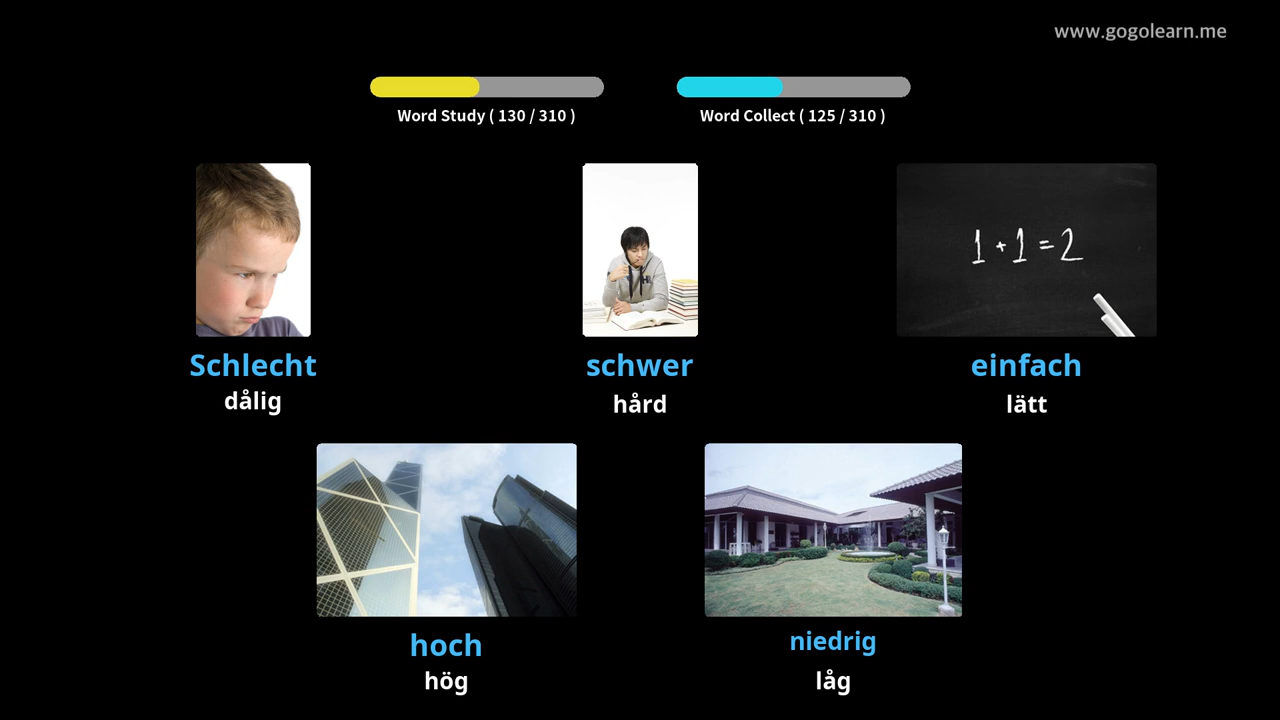 www.gogolearn.me
Word Study ( 130 / 310 )
Word Collect ( 125 / 310 )
1 + 1 = 2
Schlecht
schwer
einfach
dålig
hård
lätt
hoch
niedrig
hög
låg